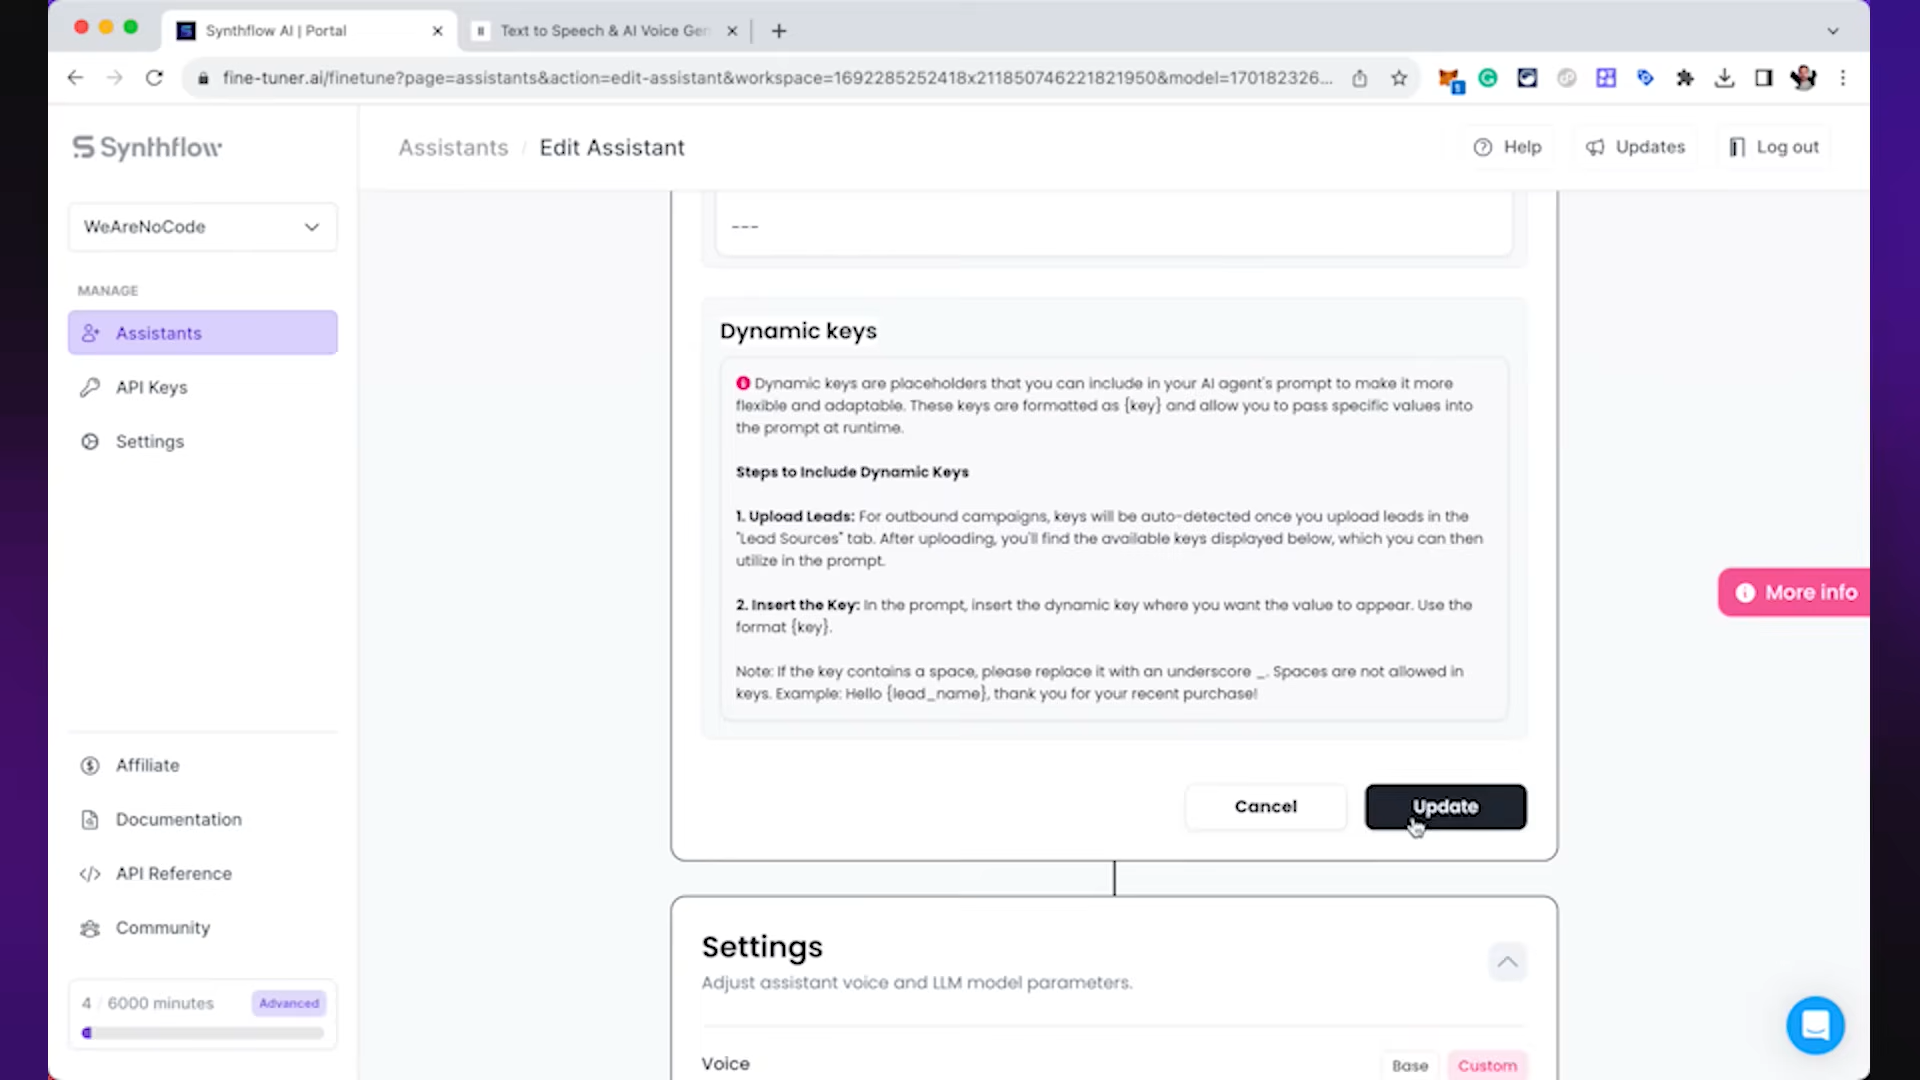 Synthflow AI | Portal
Text to Speech & AI Voice Ger
fine-tuner.ai/finetune?page=assistants&action=edit-assistant&workspace=1692285252418x211850746221821950&model=170182326...
Synthflow
Assistants / Edit Assistant
Help
Updates
Log out
WeAreNoCode
MANAGE
Assistants
API Keys
Settings
Affiliate
Documentation
API Reference
Community
4 / 6000 minutes
Advanced
---
Dynamic keys
Dynamic keys are placeholders that you can include in your AI agent's prompt to make it more
flexible and adaptable. These keys are formatted as {key} and allow you to pass specific values into
the prompt at runtime.
Steps to Include Dynamic Keys
1. Upload Leads: For outbound campaigns, keys will be auto-detected once you upload leads in the
"Lead Sources" tab. After uploading, you'll find the available keys displayed below, which you can then
utilize in the prompt.
2. Insert the Key: In the prompt, insert the dynamic key where you want the value to appear. Use the
format {key}.
Note: If the key contains a space, please replace it with an underscore _. Spaces are not allowed in
keys. Example: Hello {lead_name}, thank you for your recent purchase!
More info
Cancel
Update
Settings
Adjust assistant voice and LLM model parameters.
Voice
Base
Custom